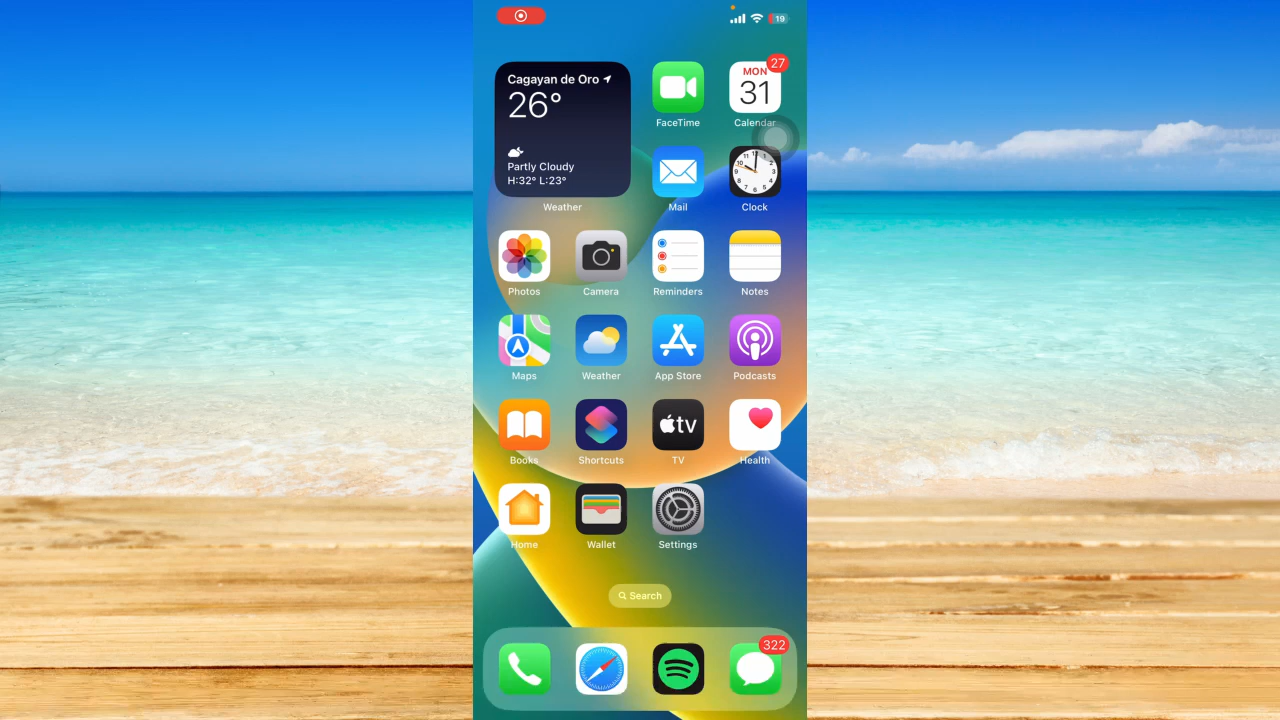 19
Cagayan de Oro
26°
Partly Cloudy
H:32° L:23°
Weather
FaceTime
27
MON
31
Calendar
Mail
Clock
Photos
Camera
Reminders
Notes
Maps
Weather
App Store
Podcasts
Books
Shortcuts
tv
TV
Health
Home
Wallet
Settings
Search
322